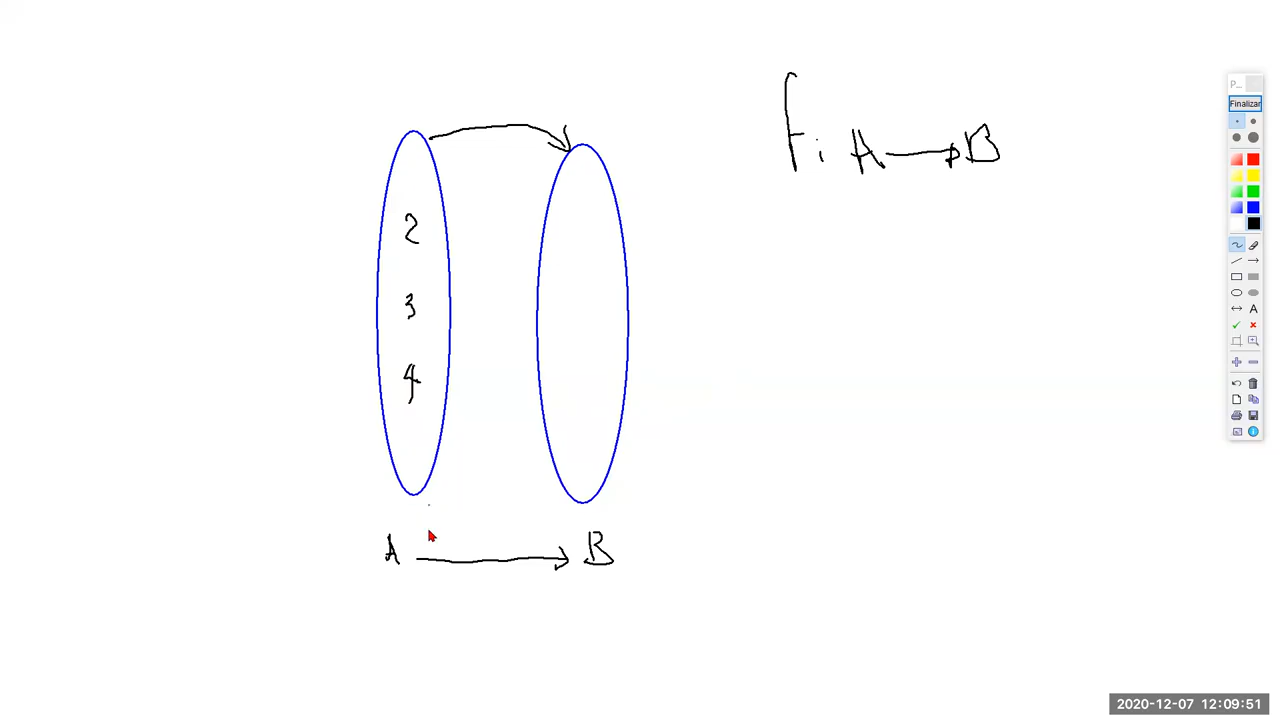 F: A → B
2
3
4
A → B
P...
Finalizar
A
2020-12-07 12:09:51